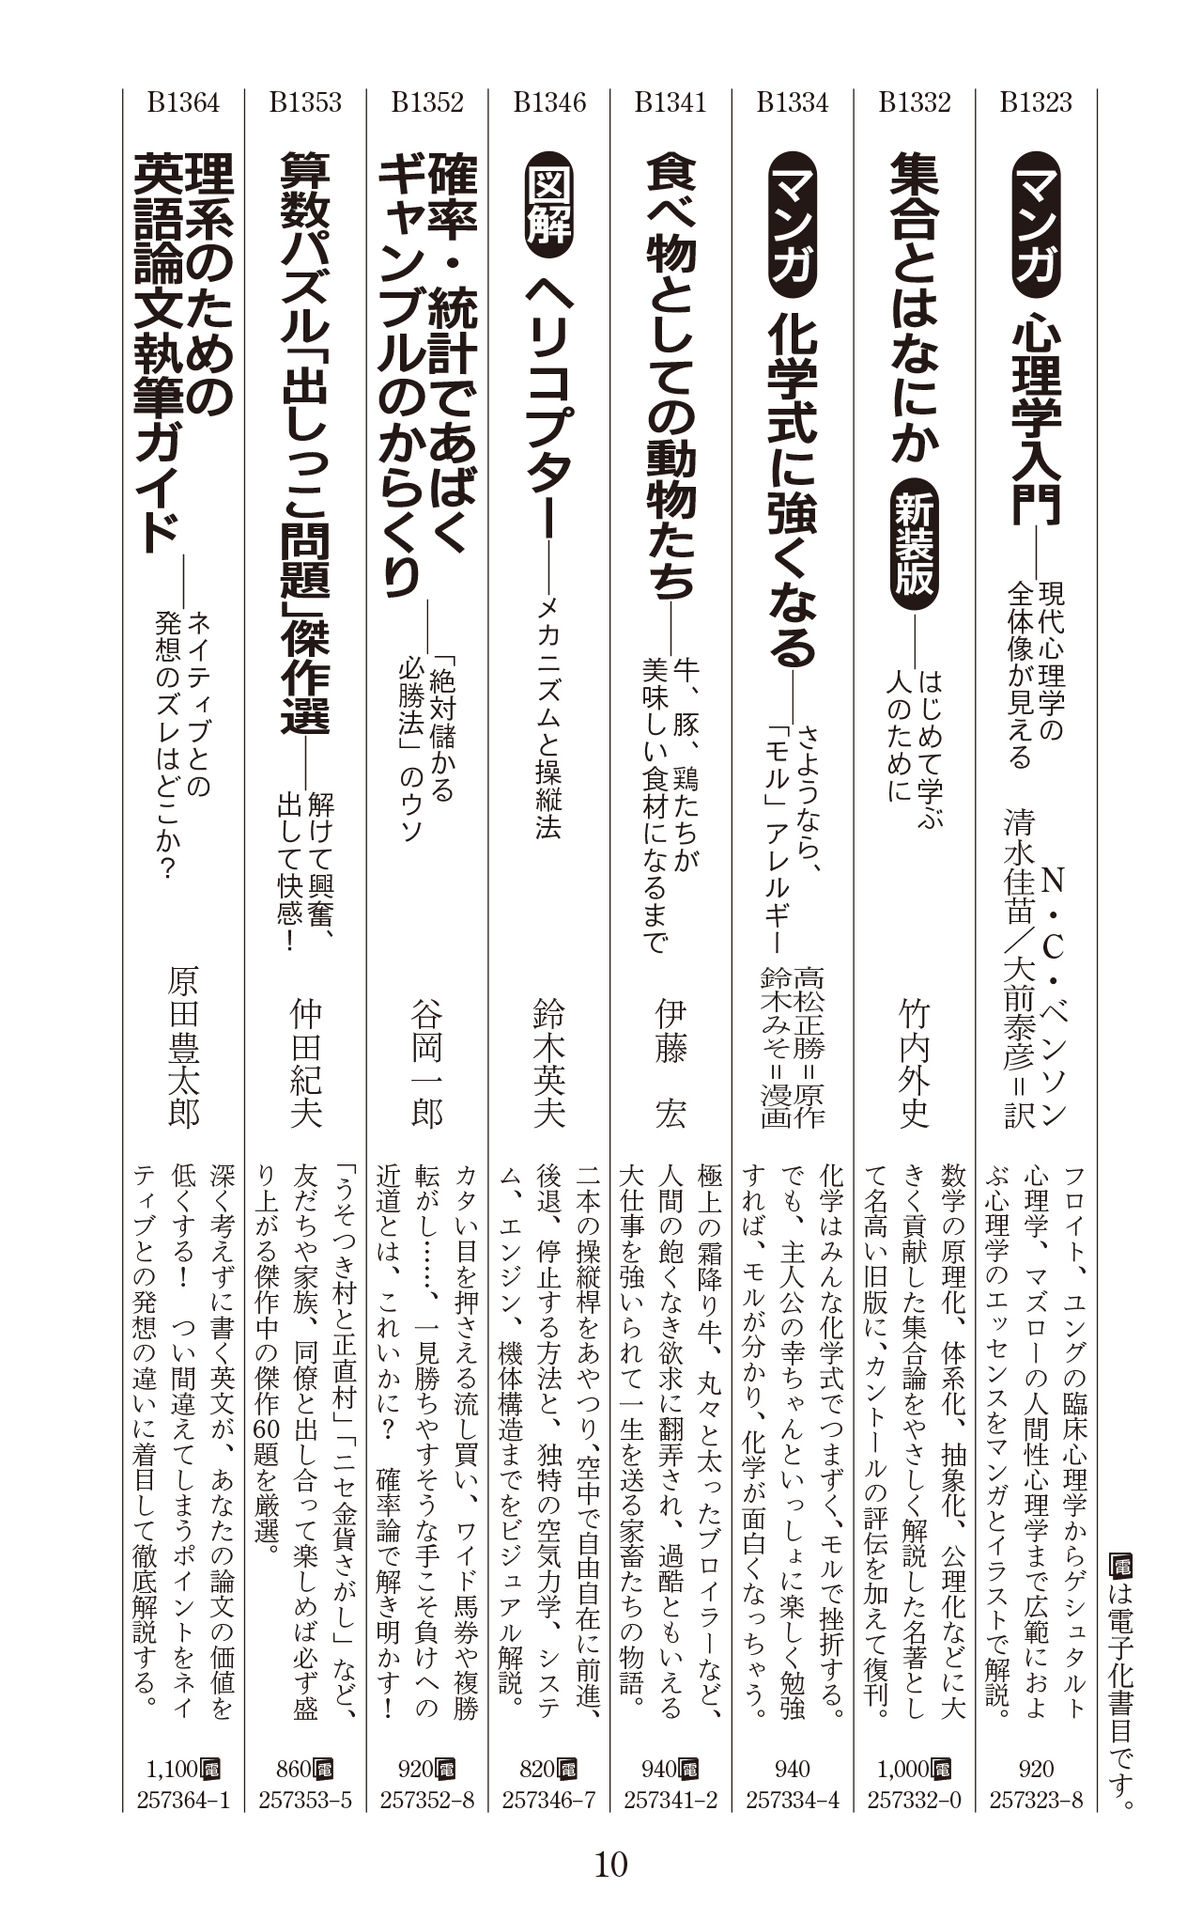 電は電子化書目です。
B1323
マンガ 心理学入門――
現代心理学の
全体像が見える
N・C・ベンソン
清水佳苗／大前泰彦＝訳
フロイト、ユングの臨床心理学からゲシュタルト
心理学、マズローの人間性心理学まで広範におよ
ぶ心理学のエッセンスをマンガとイラストで解説。
920
257323-8
B1332
集合とはなにか 新装版――
はじめて学ぶ
人のために
竹内外史
数学の原理化、体系化、抽象化、公理化などに大
きく貢献した集合論をやさしく解説した名著とし
て名高い旧版に、カントールの評伝を加えて復刊。
1,000電
257332-0
B1334
マンガ 化学式に強くなる――
さようなら、
「モル」アレルギー
高松正勝＝原作
鈴木みそ＝漫画
化学はみんな化学式でつまずく、モルで挫折する。
でも、主人公の幸ちゃんといっしょに楽しく勉強
すれば、モルが分かり、化学が面白くなっちゃう。
940
257334-4
B1341
食べ物としての動物たち――
牛、豚、鶏たちが
美味しい食材になるまで
伊藤 宏
極上の霜降り牛、丸々と太ったブロイラーなど、
人間の飽くなき欲求に翻弄され、過酷ともいえる
大仕事を強いられて一生を送る家畜たちの物語。
940電
257341-2
B1346
図解 ヘリコプター――
メカニズムと操縦法
鈴木英夫
二本の操縦桿をあやつり、空中で自由自在に前進、
後退、停止する方法と、独特の空気力学、システ
ム、エンジン、機体構造までをビジュアル解説。
820電
257346-7
B1352
確率・統計であばく
ギャンブルのからくり――
「絶対儲かる
必勝法」のウソ
谷岡一郎
カタい目を押さえる流し買い、ワイド馬券や複勝
転がし……、一見勝ちやすそうな手こそ負けへの
近道とは、これいかに？　確率論で解き明かす！
920電
257352-8
B1353
算数パズル「出しっこ問題」傑作選――
解けて興奮、
出して快感！
仲田紀夫
「うそつき村と正直村」「ニセ金貨さがし」など、
友だちや家族、同僚と出し合って楽しめば必ず盛
り上がる傑作中の傑作60題を厳選。
860電
257353-5
B1364
理系のための
英語論文執筆ガイド――
ネイティブとの
発想のズレはどこか？
原田豊太郎
深く考えずに書く英文が、あなたの論文の価値を
低くする！　つい間違えてしまうポイントをネイ
ティブとの発想の違いに着目して徹底解説する。
1,100電
257364-1
10